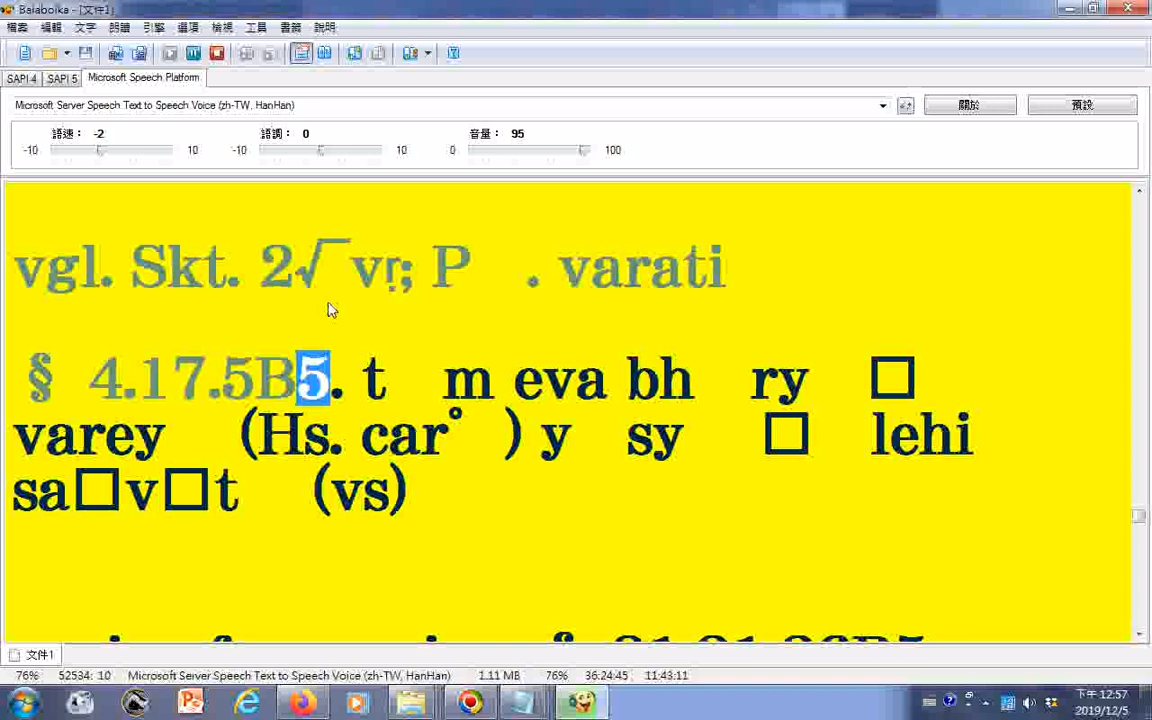 Balabolka - [文件1]
檔案 編輯 文字 朗讀 引擎 選項 檢視 工具 書籤 說明
SAPI 4 SAPI 5 Microsoft Speech Platform
Microsoft Server Speech Text to Speech Voice (zh-TW, HanHan) 關於 預設
語速： -2 語調： 0 音量： 95
-10 10 -10 10 0 100
vgl. Skt. 2√‾vṛ; P . varati
§ 4.17.5B5. t m eva bh ry □
varey (Hs. car° ) y sy □ lehi
sa□v□t (vs)
文件1
76% 52534: 10 Microsoft Server Speech Text to Speech Voice (zh-TW, HanHan) 1.11 MB 76% 36:24:45 11:43:11
下午 12:57
2019/12/5